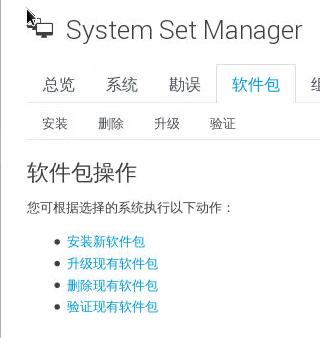 System Set Manager
总览 系统 勘误 软件包
安装 删除 升级 验证
软件包操作
您可根据选择的系统执行以下动作：
安装新软件包
升级现有软件包
删除现有软件包
验证现有软件包